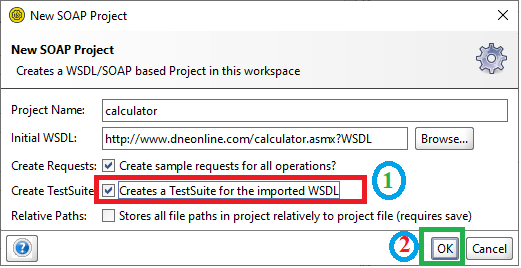 New SOAP Project
New SOAP Project
Creates a WSDL/SOAP based Project in this workspace
Project Name: calculator
Initial WSDL: http://www.dneonline.com/calculator.asmx?WSDL Browse...
Create Requests: Create sample requests for all operations?
Create TestSuite: Creates a TestSuite for the imported WSDL 1
Relative Paths: Stores all file paths in project relatively to project file (requires save)
? 2 OK Cancel